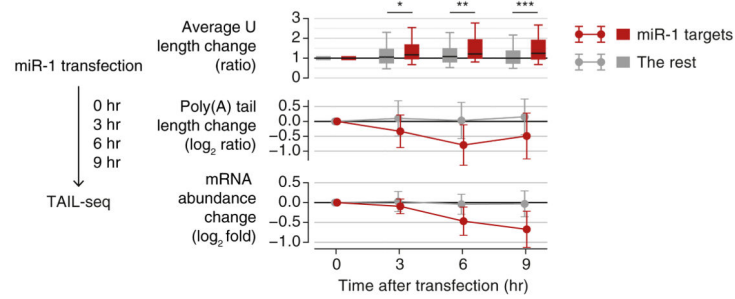 miR-1 transfection
0 hr
3 hr
6 hr
9 hr
TAIL-seq
* ** ***
Average U
length change
(ratio)
3
2
1
0
Poly(A) tail
length change
(log2 ratio)
0.5
0.0
−0.5
−1.0
mRNA
abundance
change
(log2 fold)
0.5
0.0
−0.5
−1.0
0 3 6 9
Time after transfection (hr)
miR-1 targets
The rest